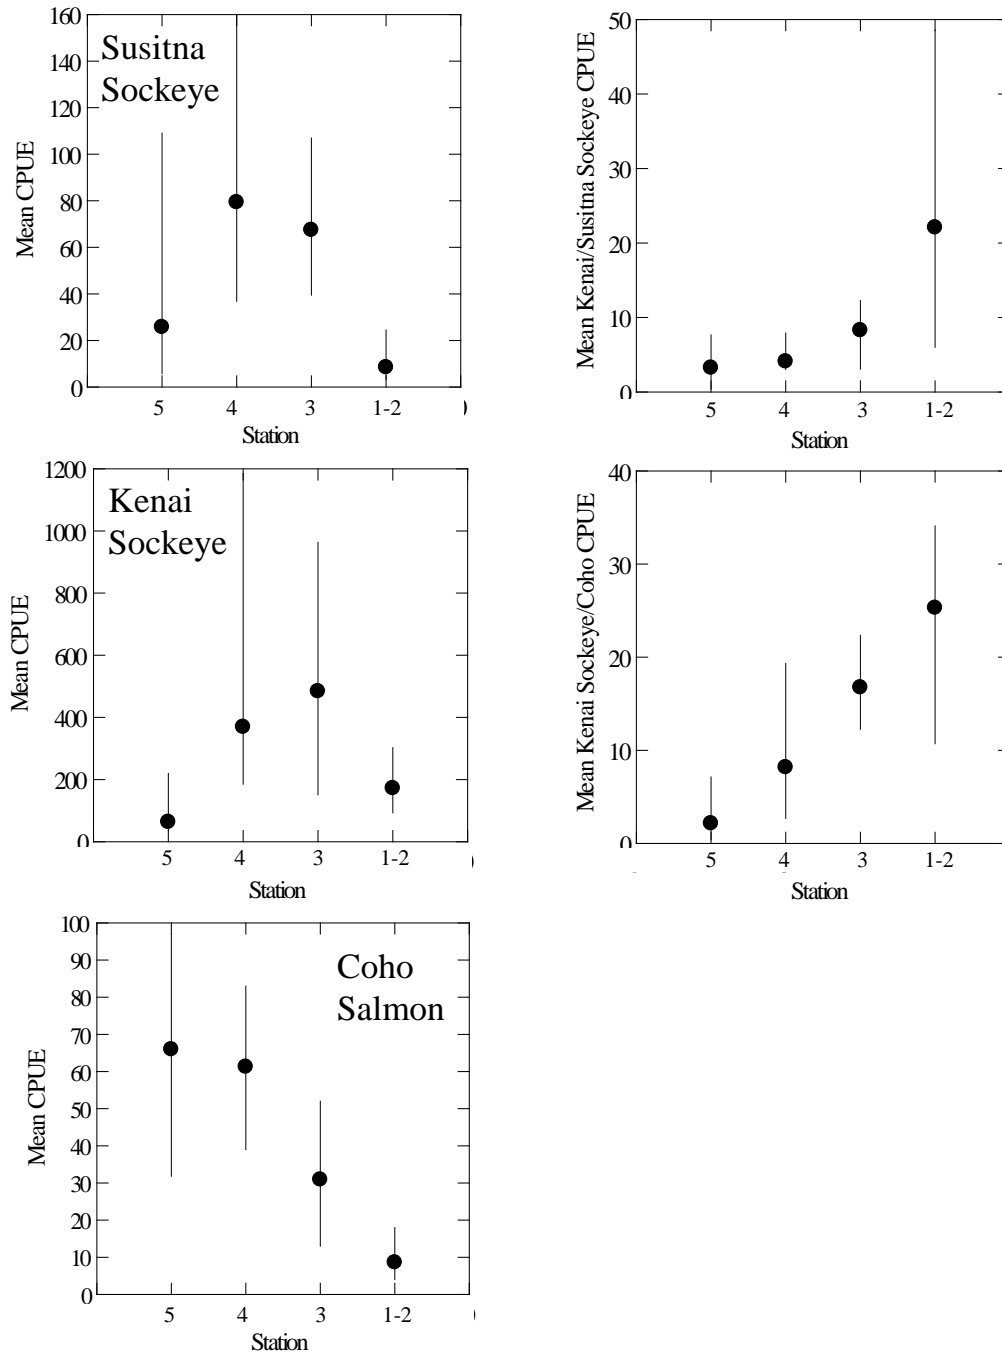 160
140
120
100
80
60
40
20
0
Mean CPUE
Susitna
Sockeye
5 4 3 1-2
Station
50
40
30
20
10
0
Mean Kenai/Susitna Sockeye CPUE
5 4 3 1-2
Station
1200
1000
800
600
400
200
0
Mean CPUE
Kenai
Sockeye
5 4 3 1-2
Station
40
30
20
10
0
Mean Kenai Sockeye/Coho CPUE
5 4 3 1-2
Station
100
90
80
70
60
50
40
30
20
10
0
Mean CPUE
Coho
Salmon
5 4 3 1-2
Station